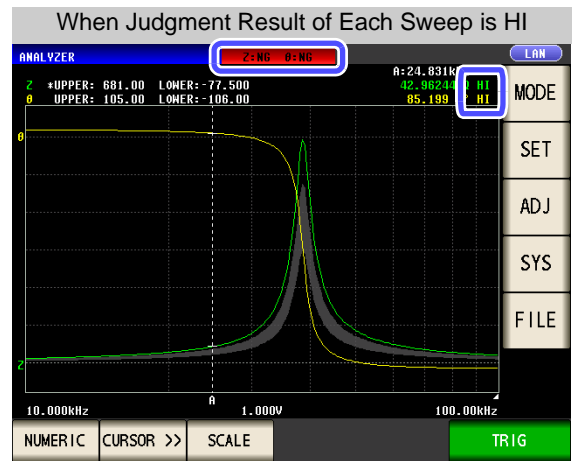 When Judgment Result of Each Sweep is HI
ANALYZER Z:NG θ:NG LAN
A:24.831k
Z *UPPER: 681.00 LOWER:-77.500 42.96244 HI
θ UPPER: 105.00 LOWER:-106.00 85.199 HI
MODE
θ
SET
ADJ
SYS
FILE
Z
A
10.000kHz 1.000V 100.00kHz
NUMERIC CURSOR >> SCALE TRIG